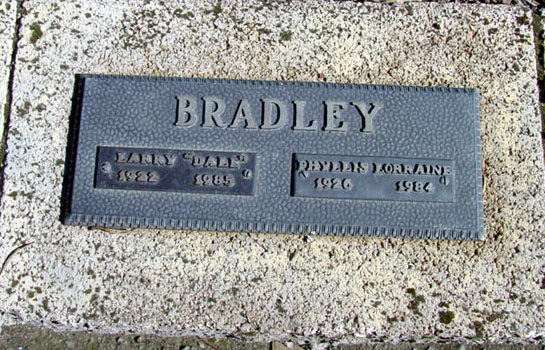 BRADLEY
LARRY "DALE"
1922 1985
PHYLLIS LORRAINE
1926 1984